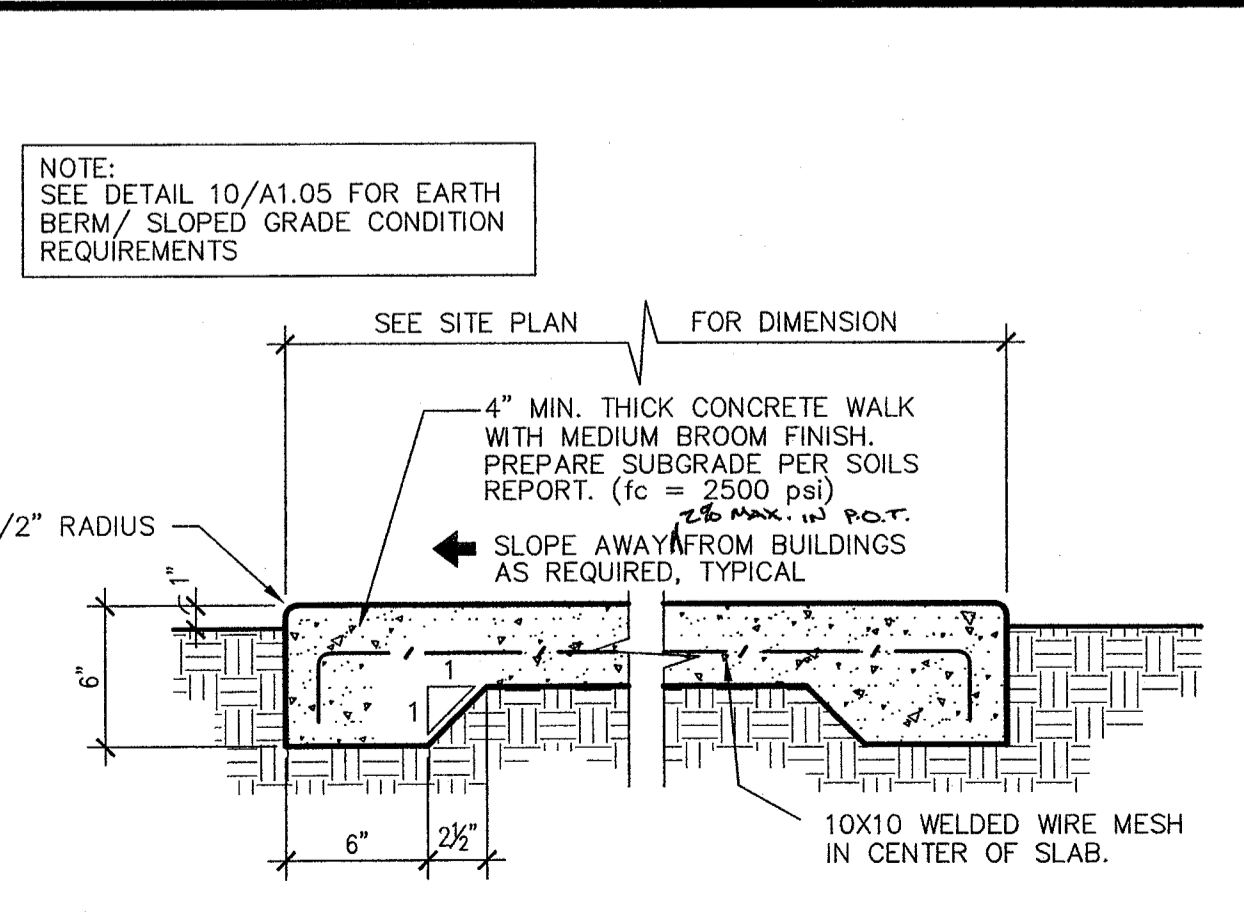 NOTE:
SEE DETAIL 10/A1.05 FOR EARTH
BERM/ SLOPED GRADE CONDITION
REQUIREMENTS
SEE SITE PLAN FOR DIMENSION
4" MIN. THICK CONCRETE WALK
WITH MEDIUM BROOM FINISH.
PREPARE SUBGRADE PER SOILS
REPORT. (fc = 2500 psi)
2% MAX. IN P.O.T.
/2" RADIUS
SLOPE AWAY FROM BUILDINGS
AS REQUIRED, TYPICAL
1"
6"
1
1
6"
2½"
10X10 WELDED WIRE MESH
IN CENTER OF SLAB.